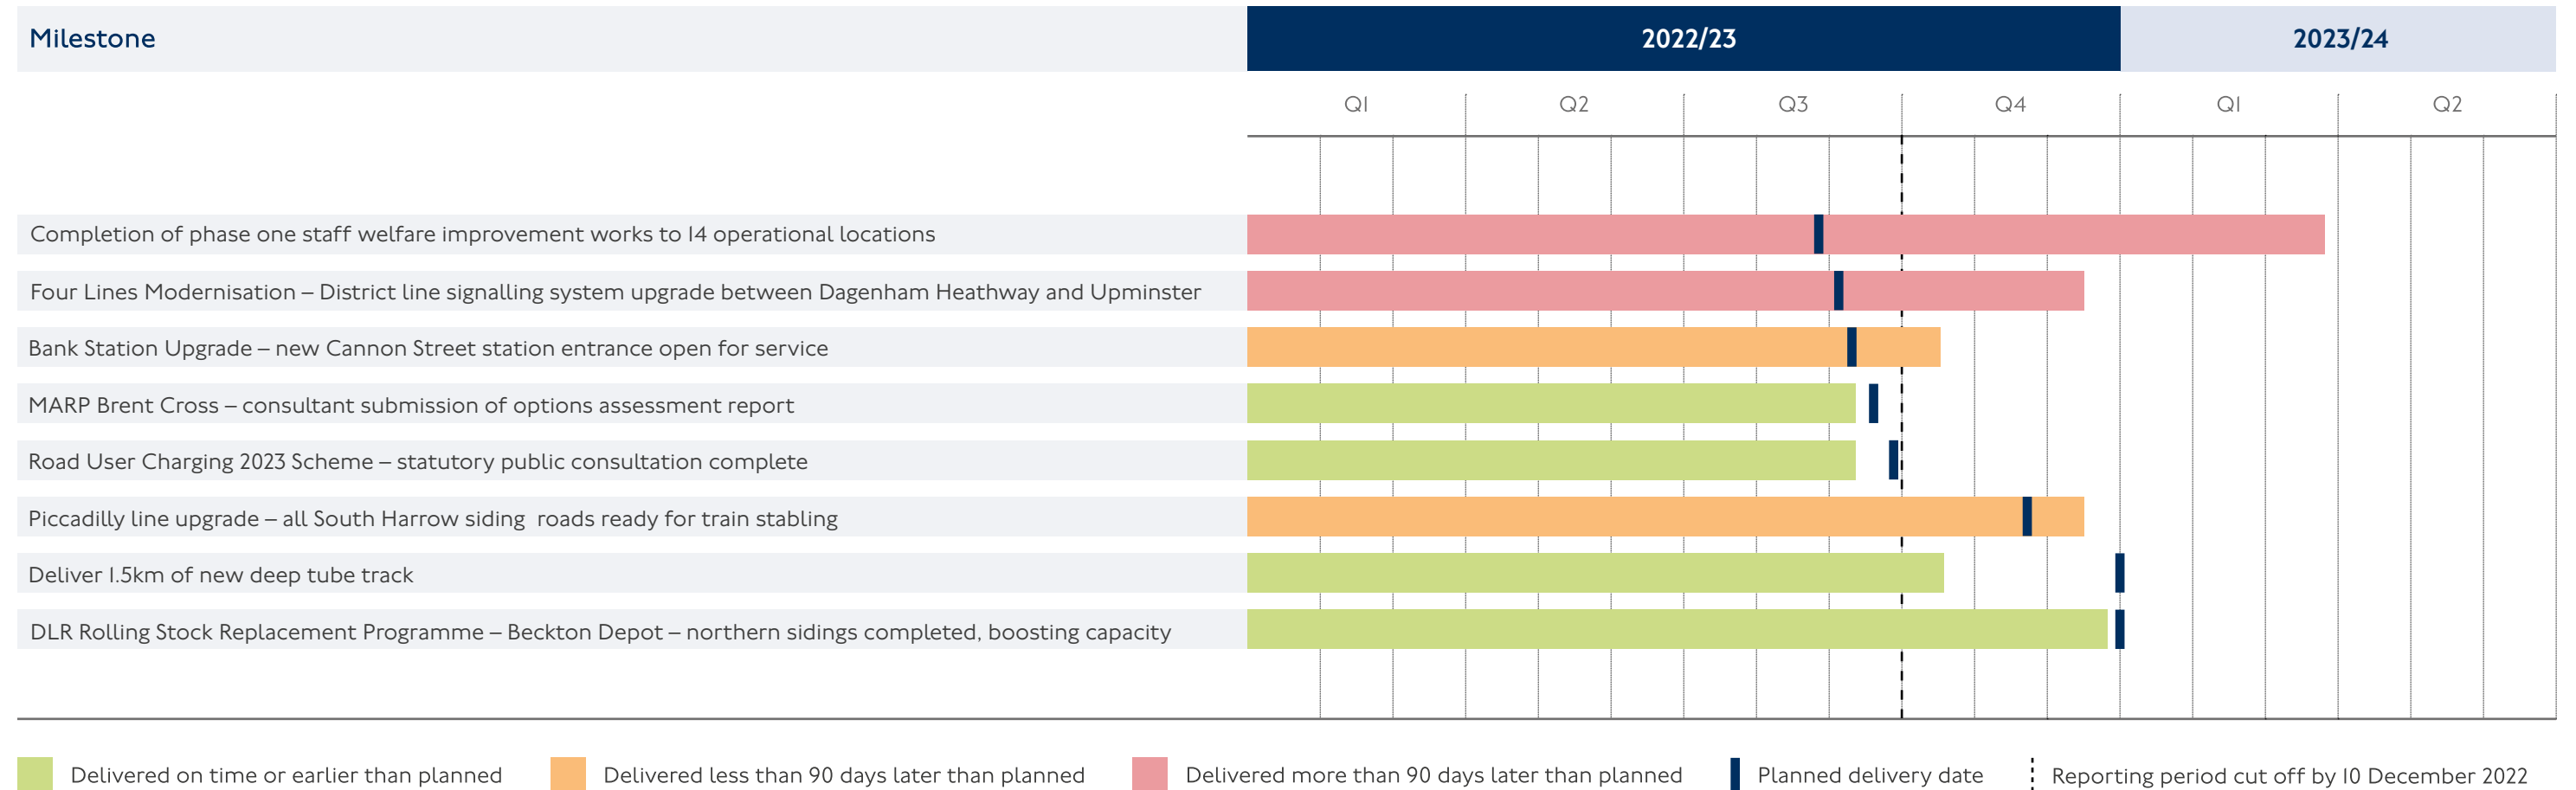 Milestone
2022/23
2023/24
Q1
Q2
Q3
Q4
Q1
Q2
Completion of phase one staff welfare improvement works to 14 operational locations
Four Lines Modernisation – District line signalling system upgrade between Dagenham Heathway and Upminster
Bank Station Upgrade – new Cannon Street station entrance open for service
MARP Brent Cross – consultant submission of options assessment report
Road User Charging 2023 Scheme – statutory public consultation complete
Piccadilly line upgrade – all South Harrow siding  roads ready for train stabling
Deliver 1.5km of new deep tube track
DLR Rolling Stock Replacement Programme – Beckton Depot – northern sidings completed, boosting capacity
Delivered on time or earlier than planned
Delivered less than 90 days later than planned
Delivered more than 90 days later than planned
Planned delivery date
Reporting period cut off by 10 December 2022